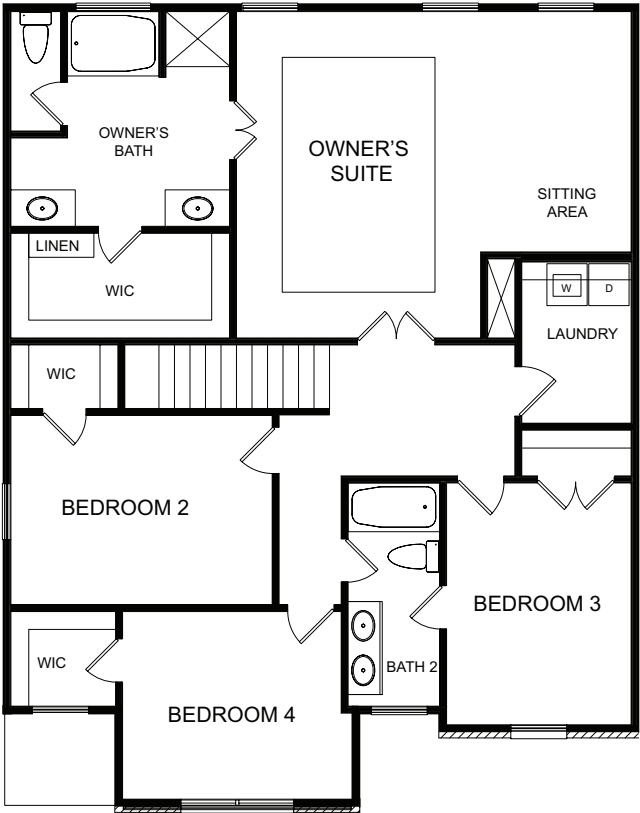 OWNER'S
BATH
OWNER'S
SUITE
SITTING
AREA
LINEN
WIC
W
D
LAUNDRY
WIC
BEDROOM 2
BEDROOM 3
WIC
BATH 2
BEDROOM 4